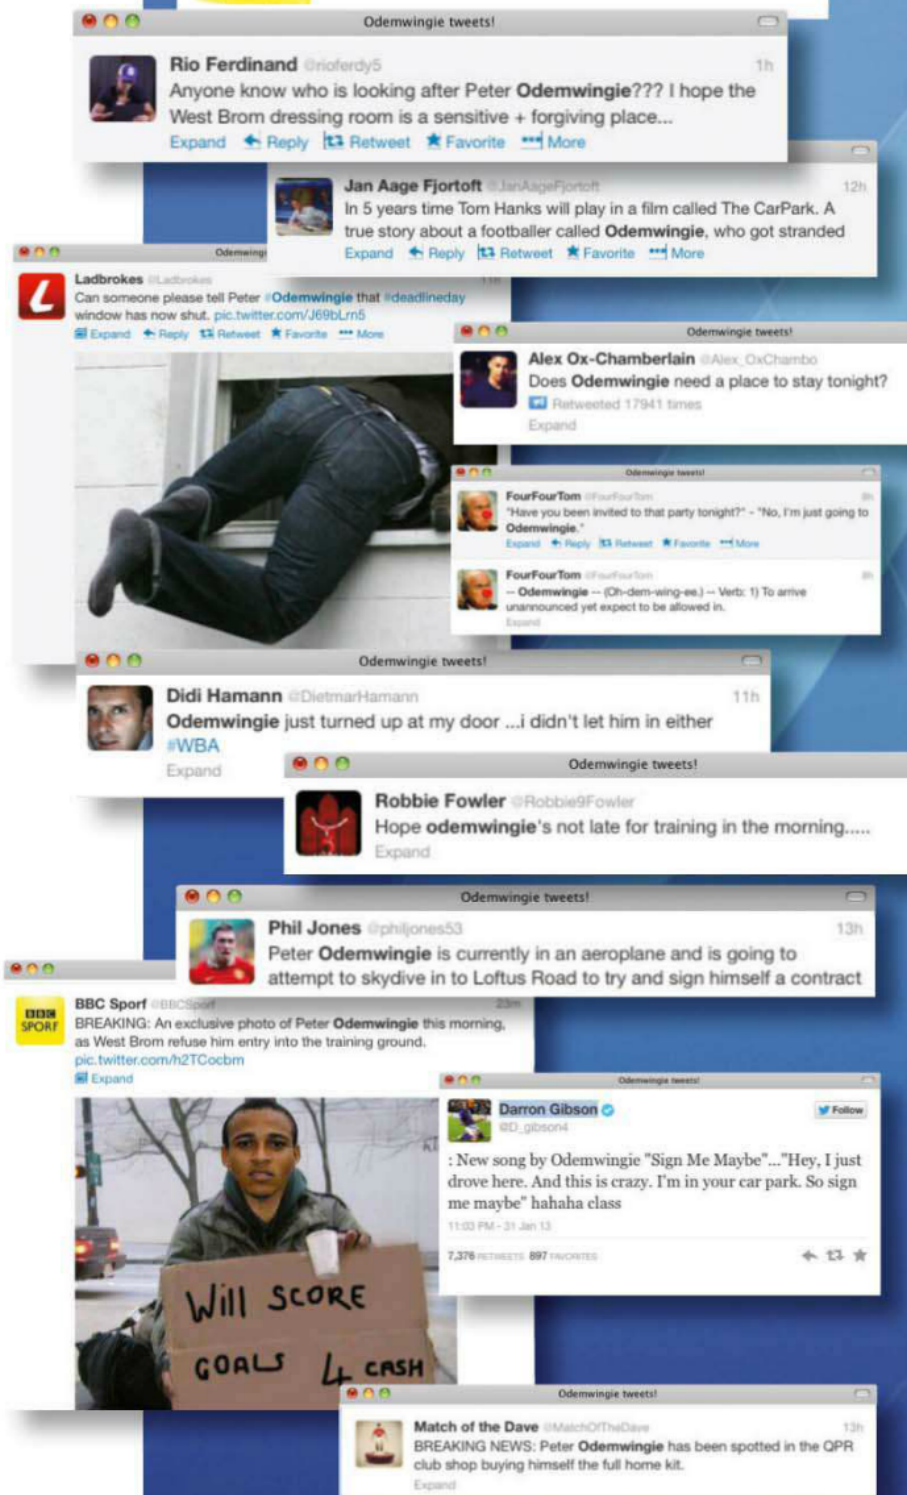 Odemwingie tweets!
Rio Ferdinand @rioferdy5 1h
Anyone know who is looking after Peter Odemwingie??? I hope the
West Brom dressing room is a sensitive + forgiving place...
Expand Reply Retweet Favorite More
Jan Aage Fjortoft @JanAageFjortoft 12h
In 5 years time Tom Hanks will play in a film called The CarPark. A
true story about a footballer called Odemwingie, who got stranded
Expand Reply Retweet Favorite More
Odemwingi
Ladbrokes @Ladbrokes 11h
Can someone please tell Peter #Odemwingie that #deadlineday
window has now shut. pic.twitter.com/J69bLrn5
Expand Reply Retweet Favorite More
Odemwingie tweets!
Alex Ox-Chamberlain @Alex_OxChambo
Does Odemwingie need a place to stay tonight?
Retweeted 17941 times
Expand
Odemwingie tweets!
FourFourTom @FourFourTom 8h
"Have you been invited to that party tonight?" - "No, I'm just going to
Odemwingie."
Expand Reply Retweet Favorite More
FourFourTom @FourFourTom 8h
-- Odemwingie -- (Oh-dem-wing-ee.) -- Verb: 1) To arrive
unannounced yet expect to be allowed in.
Expand
Odemwingie tweets!
Didi Hamann @DietmarHamann 11h
Odemwingie just turned up at my door ...i didn't let him in either
#WBA
Expand
Odemwingie tweets!
Robbie Fowler @Robbie9Fowler
Hope odemwingie's not late for training in the morning.....
Expand
Odemwingie tweets!
Phil Jones @philjones53 13h
Peter Odemwingie is currently in an aeroplane and is going to
attempt to skydive in to Loftus Road to try and sign himself a contract
BBC
SPORF
BBC Sporf @BBCSporf 23m
BREAKING: An exclusive photo of Peter Odemwingie this morning,
as West Brom refuse him entry into the training ground.
pic.twitter.com/h2TCocbm
Expand
WILL SCORE
GOALS 4 CASH
Odemwingie tweets!
Darron Gibson Follow
@D_gibson4
: New song by Odemwingie "Sign Me Maybe"..."Hey, I just
drove here. And this is crazy. I'm in your car park. So sign
me maybe" hahaha class
11:03 PM - 31 Jan 13
7,376 RETWEETS 897 FAVORITES
Odemwingie tweets!
Match of the Dave @MatchOfTheDave 13h
BREAKING NEWS: Peter Odemwingie has been spotted in the QPR
club shop buying himself the full home kit.
Expand